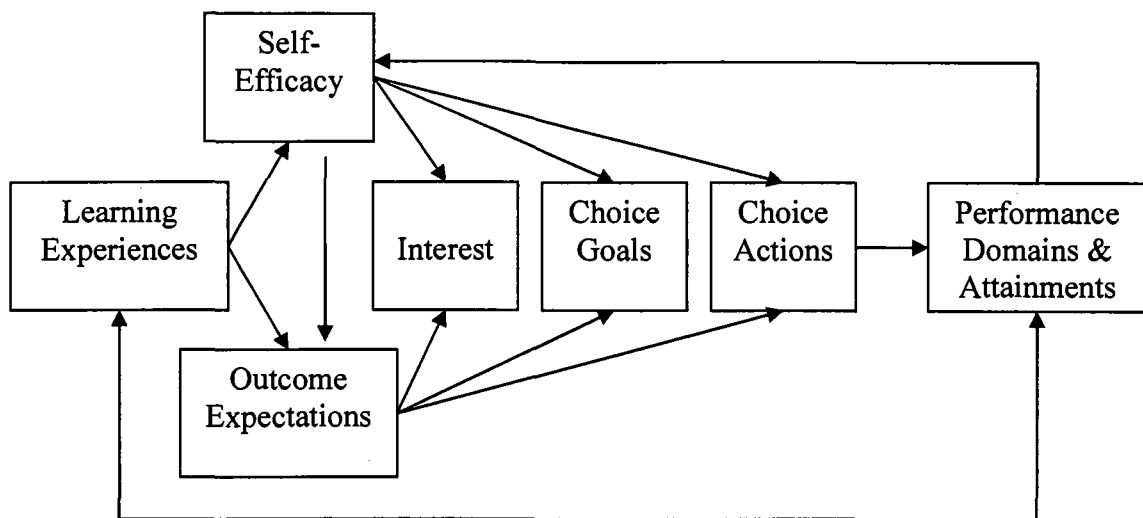 Self-
Efficacy
Learning
Experiences
Interest
Choice
Goals
Choice
Actions
Performance
Domains &
Attainments
Outcome
Expectations